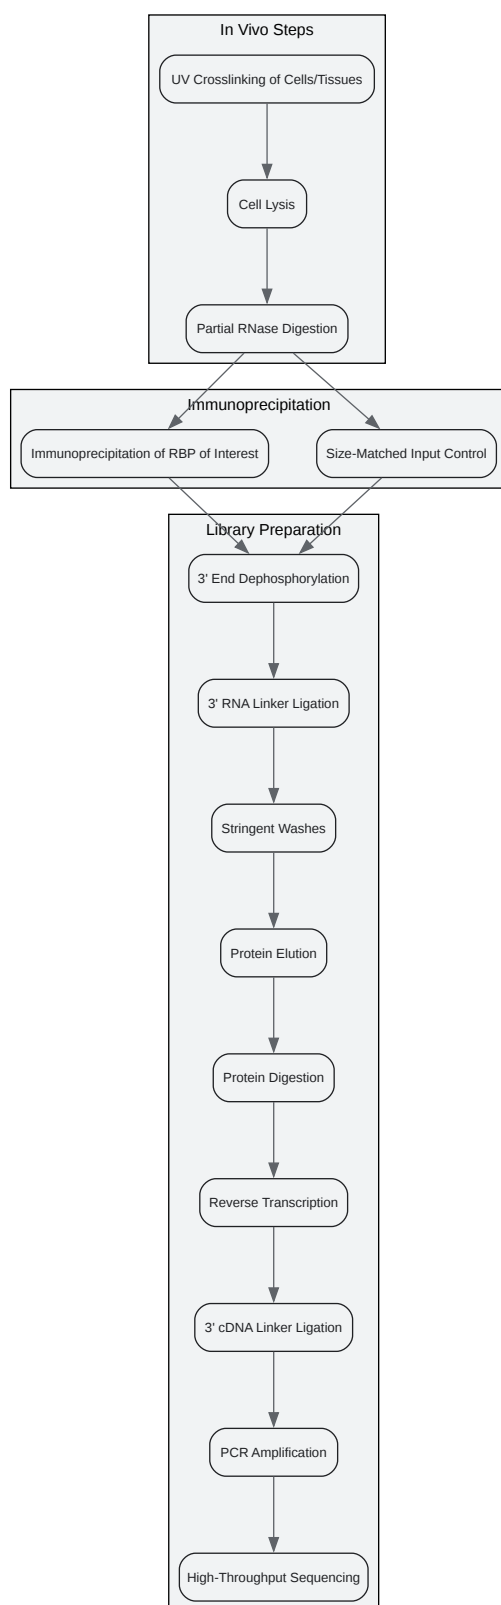 In Vivo Steps
UV Crosslinking of Cells/Tissues
Cell Lysis
Partial RNase Digestion
Immunoprecipitation
Immunoprecipitation of RBP of Interest
Size-Matched Input Control
Library Preparation
3' End Dephosphorylation
3' RNA Linker Ligation
Stringent Washes
Protein Elution
Protein Digestion
Reverse Transcription
3' cDNA Linker Ligation
PCR Amplification
High-Throughput Sequencing